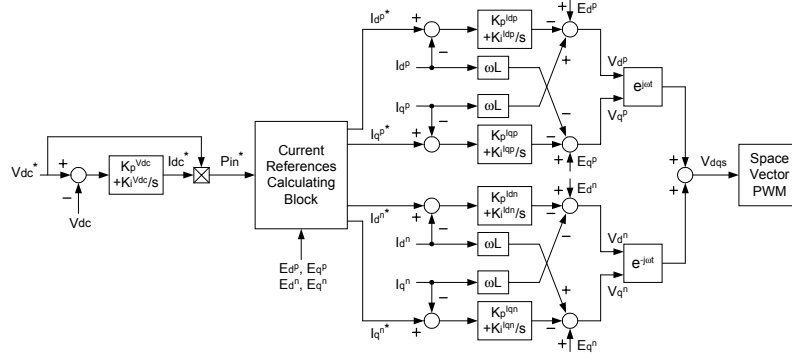 Vdc*
+
−
Vdc
Kp^Vdc
+Ki^Vdc/s
Idc*
Pin*
Current
References
Calculating
Block
Ed^p, Eq^p
Ed^n, Eq^n
Id^p*
+
−
Kp^Idp
+Ki^Idp/s
−
+
Ed^p
Id^p
ωL
+
Vd^p
Iq^p
ωL
−
Vq^p
e^jωt
Iq^p*
−
+
Kp^Iqp
+Ki^Iqp/s
−
+
Eq^p
+
+
Vdqs
Space
Vector
PWM
Id^n*
+
−
Kp^Idn
+Ki^Idn/s
−
+
Ed^n
Id^n
ωL
−
Vd^n
Iq^n
ωL
+
Vq^n
e^-jωt
Iq^n*
−
+
Kp^Iqn
+Ki^Iqn/s
−
+
Eq^n